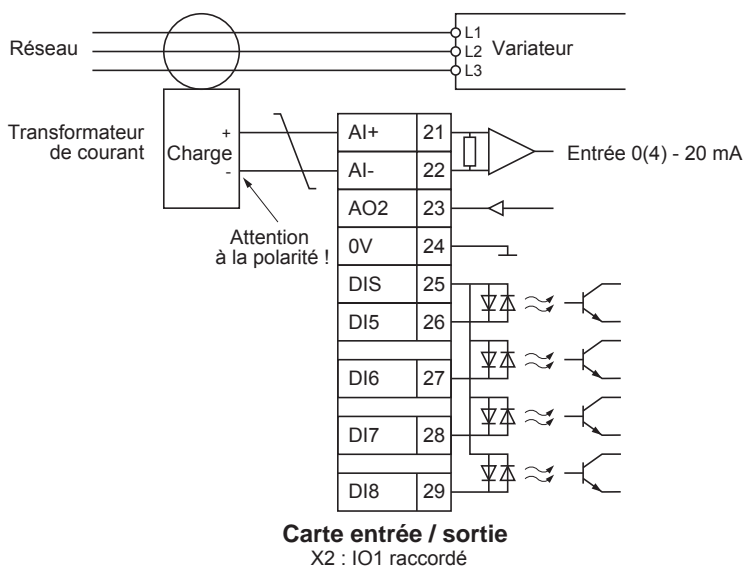 Réseau
L1
L2 Variateur
L3
Transformateur
de courant
Charge
+
-
Attention
à la polarité !
AI+ 21
AI- 22
Entrée 0(4) - 20 mA
AO2 23
0V 24
DIS 25
DI5 26
DI6 27
DI7 28
DI8 29
Carte entrée / sortie
X2 : IO1 raccordé